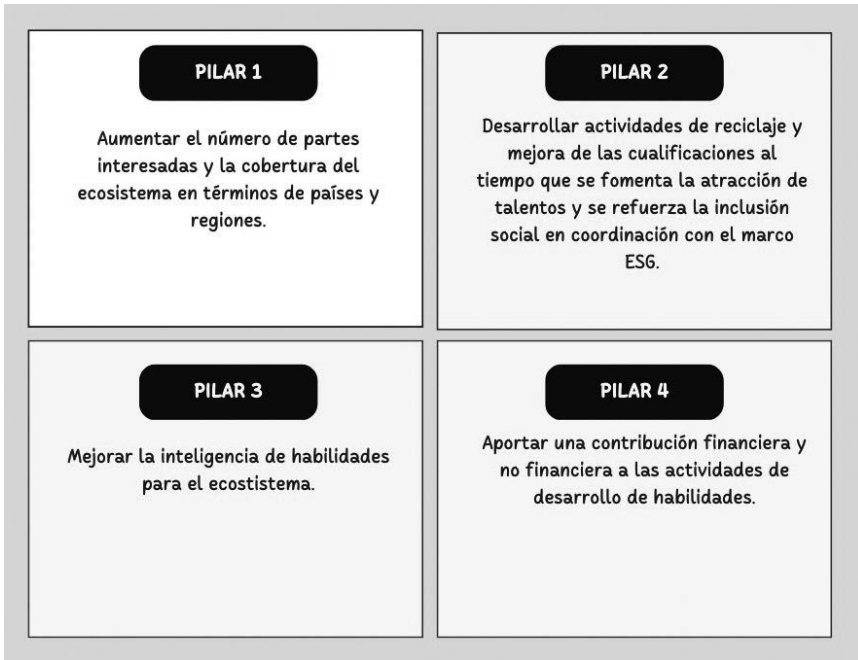 PILAR 1
Aumentar el número de partes
interesadas y la cobertura del
ecosistema en términos de países y
regiones.
PILAR 2
Desarrollar actividades de reciclaje y
mejora de las cualificaciones al
tiempo que se fomenta la atracción de
talentos y se refuerza la inclusión
social en coordinación con el marco
ESG.
PILAR 3
Mejorar la inteligencia de habilidades
para el ecostistema.
PILAR 4
Aportar una contribución financiera y
no financiera a las actividades de
desarrollo de habilidades.